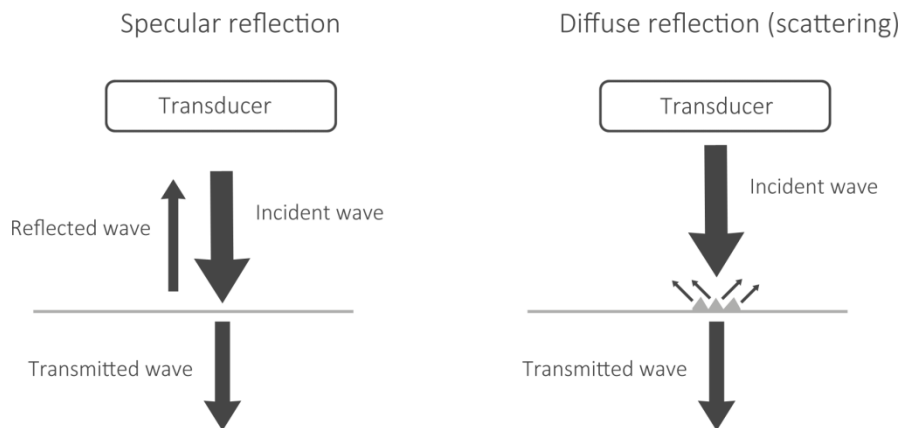 Specular reflection
Transducer
Incident wave
Reflected wave
Transmitted wave
Diffuse reflection (scattering)
Transducer
Incident wave
Transmitted wave